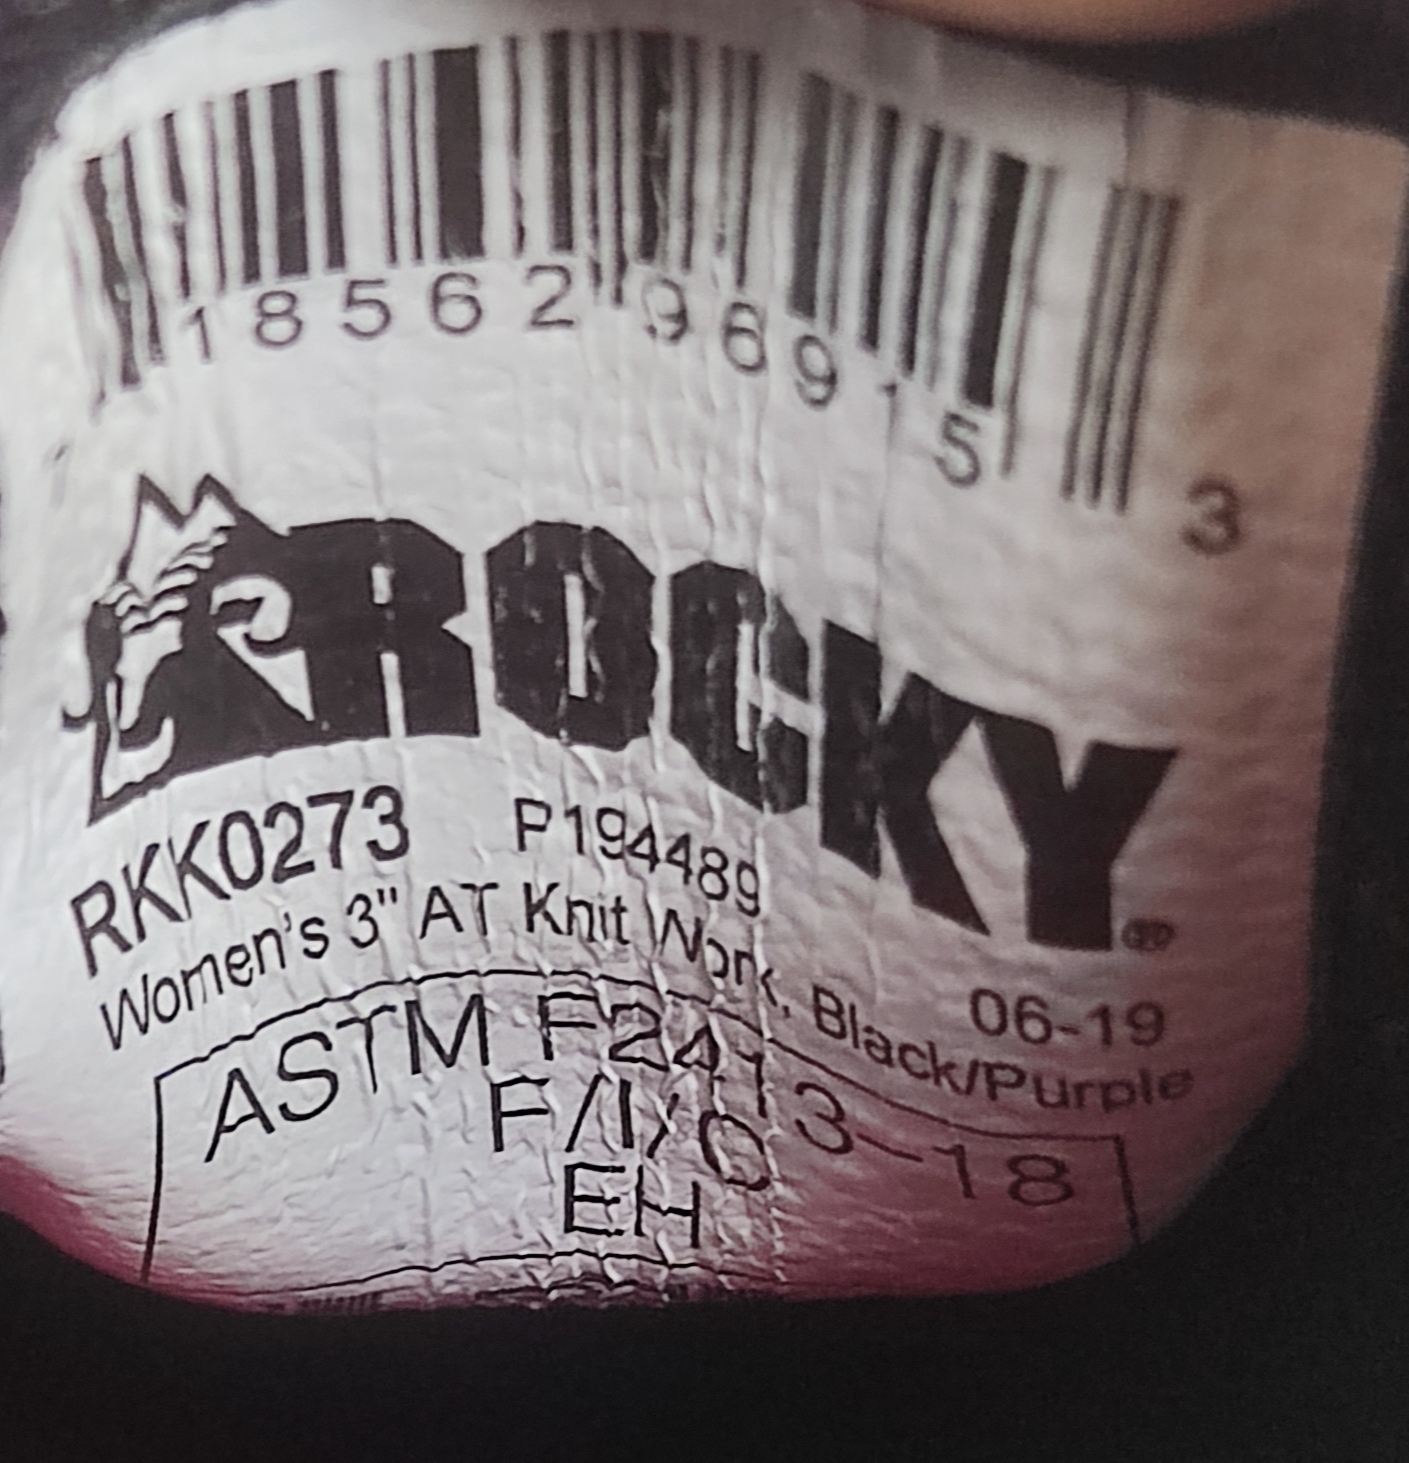 18562 96915 3
ROCKY®
RKK0273 P194489 06-19
Women's 3" AT Knit Work, Black/Purple
ASTM F2413-18
F/I/C
EH